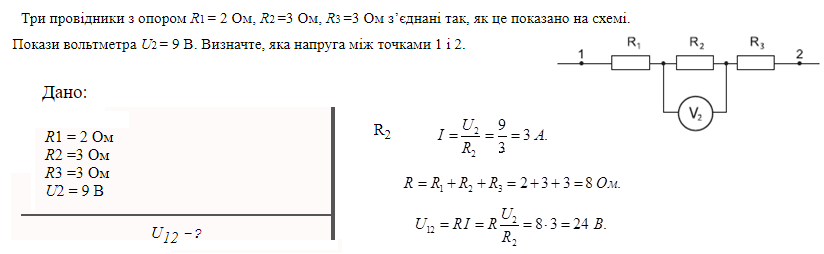 Три провідники з опором R1 = 2 Ом, R2 =3 Ом, R3 =3 Ом з’єднані так, як це показано на схемі.
Покази вольтметра U2 = 9 В. Визначте, яка напруга між точками 1 і 2.
1 R₁ R₂ R₃ 2
V₂
Дано:
R1 = 2 Ом
R2 =3 Ом
R3 =3 Ом
U2 = 9 В
U12 −?
R₂ I = U₂/R₂ = 9/3 = 3 А.
R = R₁ + R₂ + R₃ = 2+3+3 = 8 Ом.
U₁₂ = RI = R U₂/R₂ = 8·3 = 24 В.